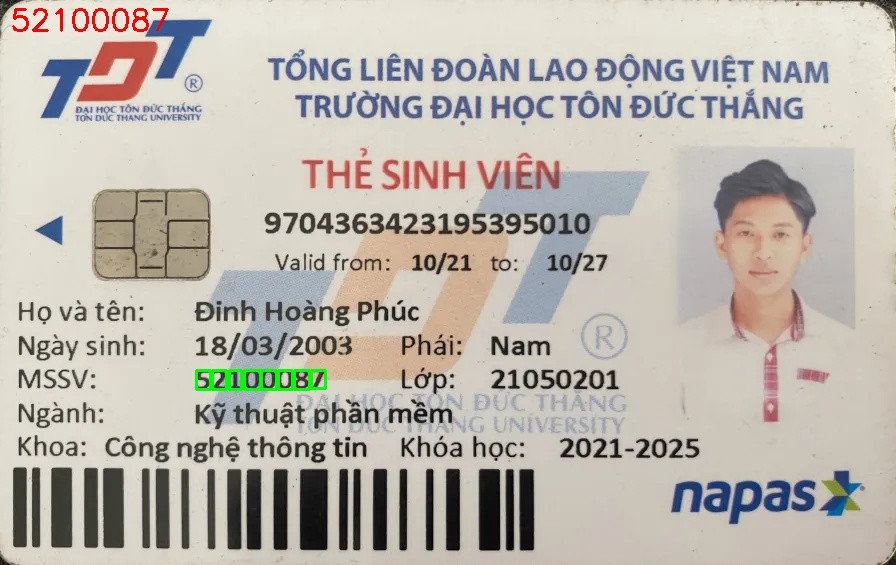 52100087
TDT ®
ĐẠI HỌC TÔN ĐỨC THẮNG
TON DUC THANG UNIVERSITY
TỔNG LIÊN ĐOÀN LAO ĐỘNG VIỆT NAM
TRƯỜNG ĐẠI HỌC TÔN ĐỨC THẮNG
THẺ SINH VIÊN
9704363423195395010
Valid from: 10/21 to: 10/27
Họ và tên: Đinh Hoàng Phúc
Ngày sinh: 18/03/2003 Phái: Nam
MSSV: 52100087 Lớp: 21050201
Ngành: Kỹ thuật phần mềm
Khoa: Công nghệ thông tin Khóa học: 2021-2025
TDT ®
ĐẠI HỌC TÔN ĐỨC THẮNG
TON DUC THANG UNIVERSITY
napas